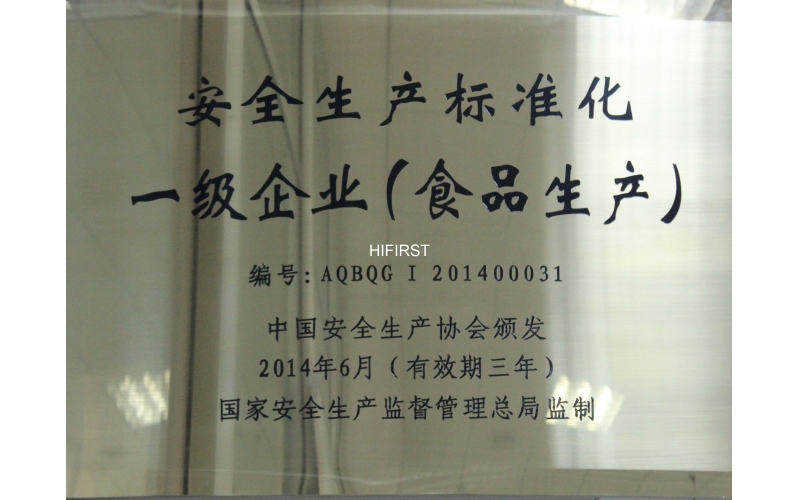 安全生产标准化
一级企业(食品生产)
HIFIRST
编号: AQBQG I 201400031
中国安全生产协会颁发
2014年6月(有效期三年)
国家安全生产监督管理总局监制